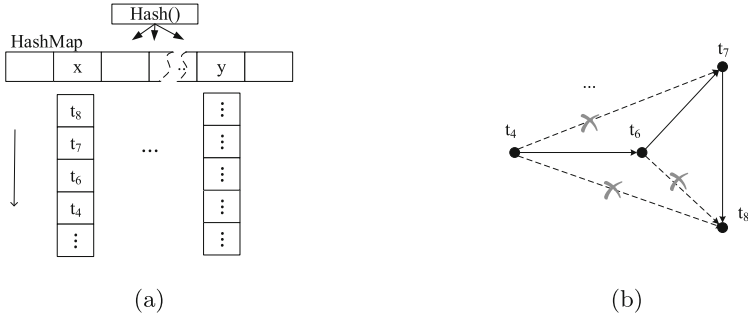 Hash()
HashMap
x .. y
t8
t7
t6
t4
⋮
...
⋮
⋮
⋮
⋮
⋮
(a)
t7
...
t4
t6
t8
(b)